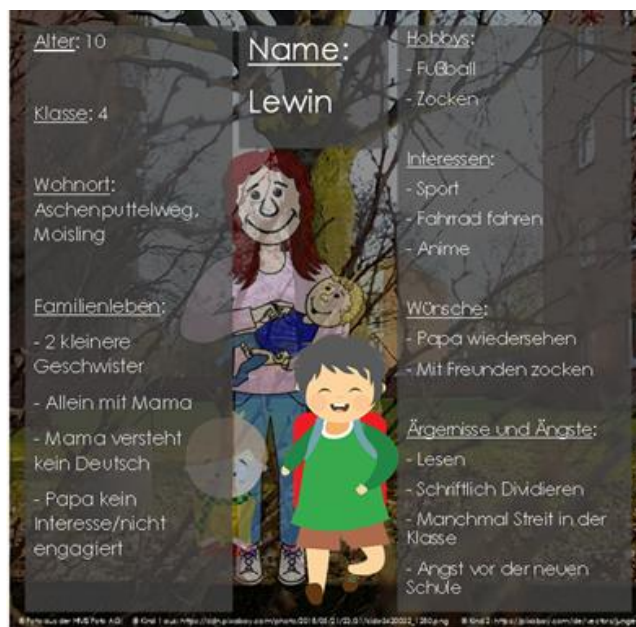 Alter: 10
Klasse: 4
Wohnort:
Aschenputtelweg,
Moisling
Familienleben:
- 2 kleinere
Geschwister
- Allein mit Mama
- Mama versteht
kein Deutsch
- Papa kein
Interesse/nicht
engagiert
Name:
Lewin
Hobbys:
- Fußball
- Zocken
Interessen:
- Sport
- Fahrrad fahren
- Anime
Wünsche:
- Papa wiedersehen
- Mit Freunden zocken
Ärgernisse und Ängste:
- Lesen
- Schriftlich Dividieren
- Manchmal Streit in der
Klasse
- Angst vor der neuen
Schule